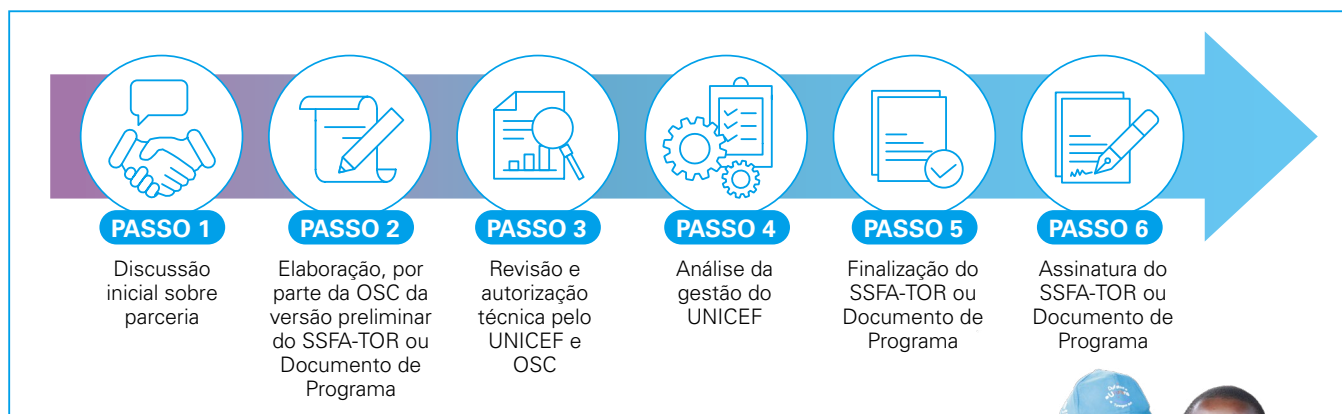 PASSO 1
Discussão
inicial sobre
parceria
PASSO 2
Elaboração, por
parte da OSC da
versão preliminar
do SSFA-TOR ou
Documento de
Programa
PASSO 3
Revisão e
autorização
técnica pelo
UNICEF e
OSC
PASSO 4
Análise da
gestão do
UNICEF
PASSO 5
Finalização do
SSFA-TOR ou
Documento de
Programa
PASSO 6
Assinatura do
SSFA-TOR ou
Documento de
Programa